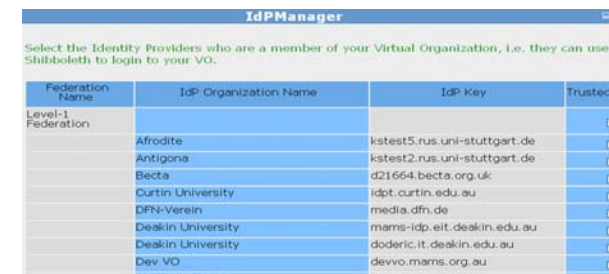 IdPManager
Select the Identity Providers who are a member of your Virtual Organization, i.e. they can use
Shibboleth to login to your VO.
Federation Name IdP Organization Name IdP Key Trusted
Level-1 Federation
Afrodite kstest5.rus.uni-stuttgart.de
Antigona kstest2.rus.uni-stuttgart.de
Becta d21664.becta.org.uk
Curtin University idpt.curtin.edu.au
DFN-Verein media.dfn.de
Deakin University mams-idp.eit.deakin.edu.au
Deakin University doderic.it.deakin.edu.au
Dev VO devvo.mams.org.au